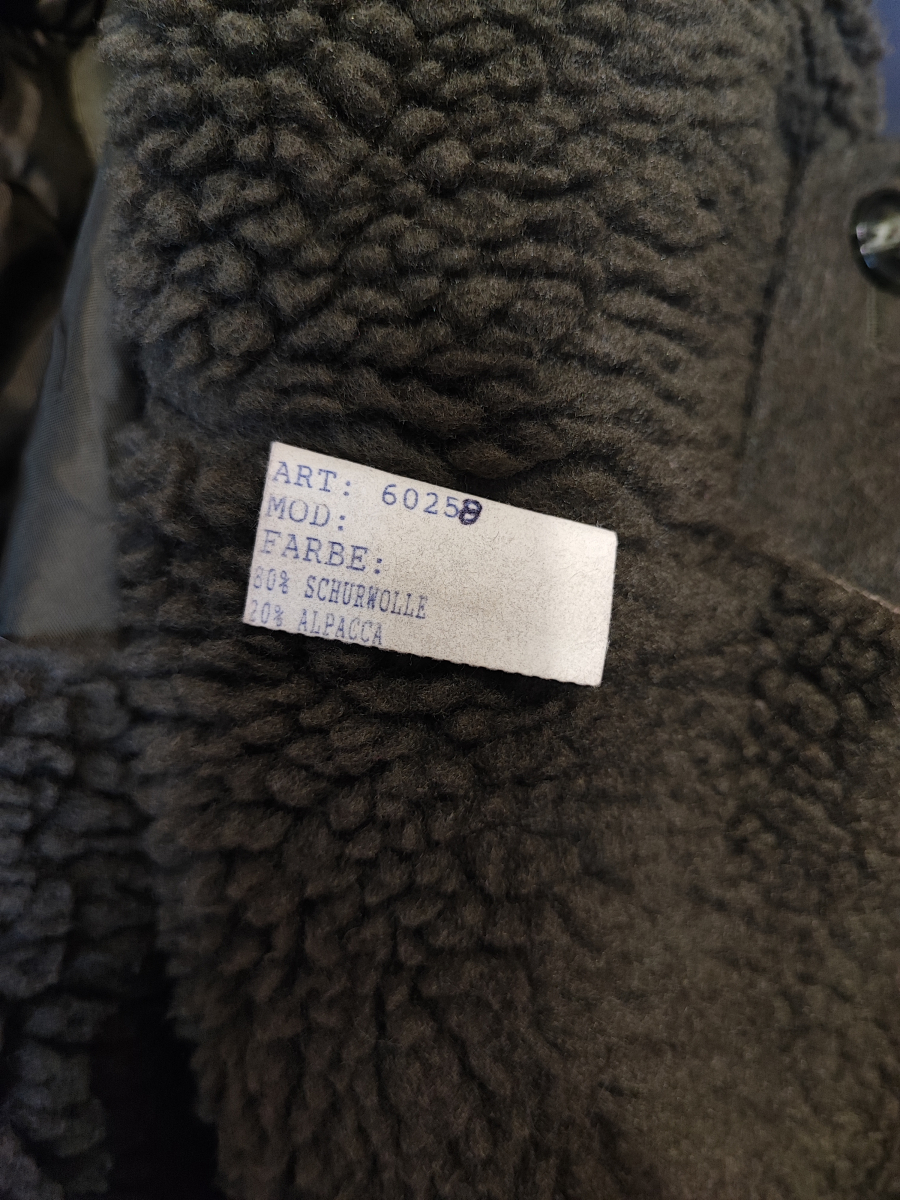 ART: 60258
MOD:
FARBE:
80% SCHURWOLLE
20% ALPACCA